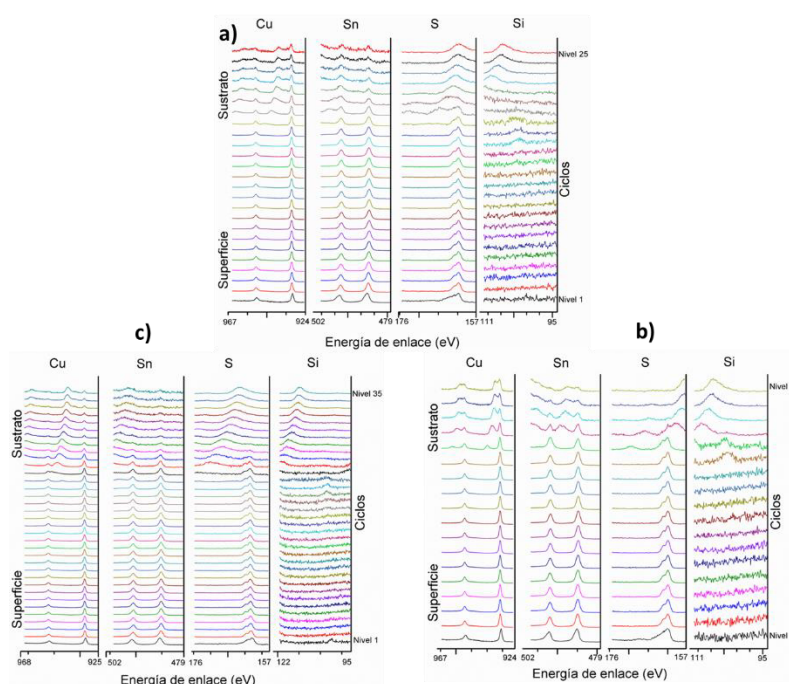 a)
Cu Sn S Si
Nivel 25
Sustrato
Superficie
Ciclos
Nivel 1
967 924 502 479 176 157 111 95
Energía de enlace (eV)
c)
Cu Sn S Si
Nivel 35
Sustrato
Superficie
Ciclos
Nivel 1
968 925 502 479 176 157 122 95
Energía de enlace (eV)
b)
Cu Sn S Si
Nivel
Sustrato
Superficie
Ciclos
Nivel
967 924 502 479 176 157 111 95
Energía de enlace (eV)